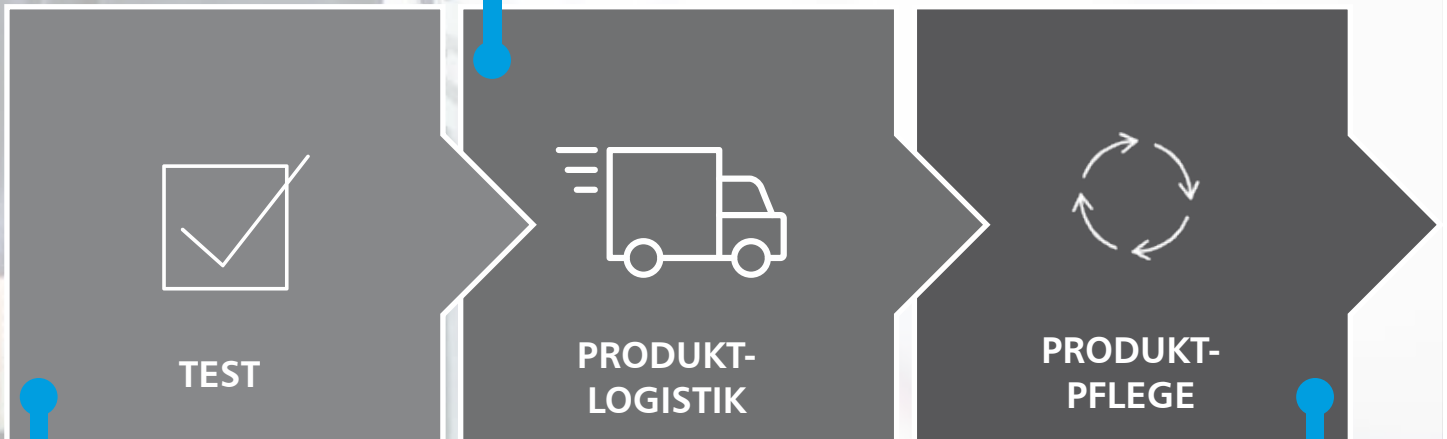 TEST
PRODUKT-
LOGISTIK
PRODUKT-
PFLEGE